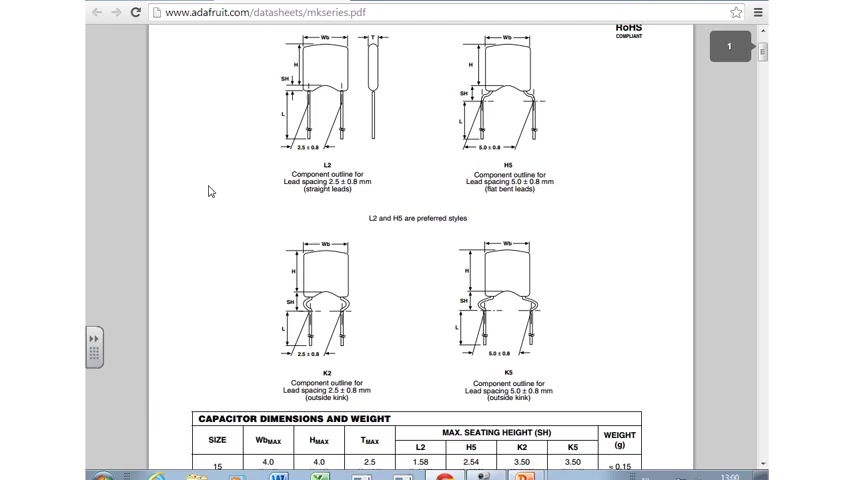 www.adafruit.com/datasheets/mkseries.pdf
RoHS
COMPLIANT
1
Wb
T
H
SH
L
2.5 ± 0.8
L2
Component outline for
Lead spacing 2.5 ± 0.8 mm
(straight leads)
Wb
H
SH
L
5.0 ± 0.8
H5
Component outline for
Lead spacing 5.0 ± 0.8 mm
(flat bent leads)
L2 and H5 are preferred styles
Wb
H
SH
L
2.5 ± 0.8
K2
Component outline for
Lead spacing 2.5 ± 0.8 mm
(outside kink)
Wb
H
SH
L
5.0 ± 0.8
K5
Component outline for
Lead spacing 5.0 ± 0.8 mm
(outside kink)
CAPACITOR DIMENSIONS AND WEIGHT
SIZE WbMAX HMAX TMAX MAX. SEATING HEIGHT (SH) WEIGHT (g)
L2 H5 K2 K5
15 4.0 4.0 2.5 1.58 2.54 3.50 3.50 ≈ 0.15
13:00